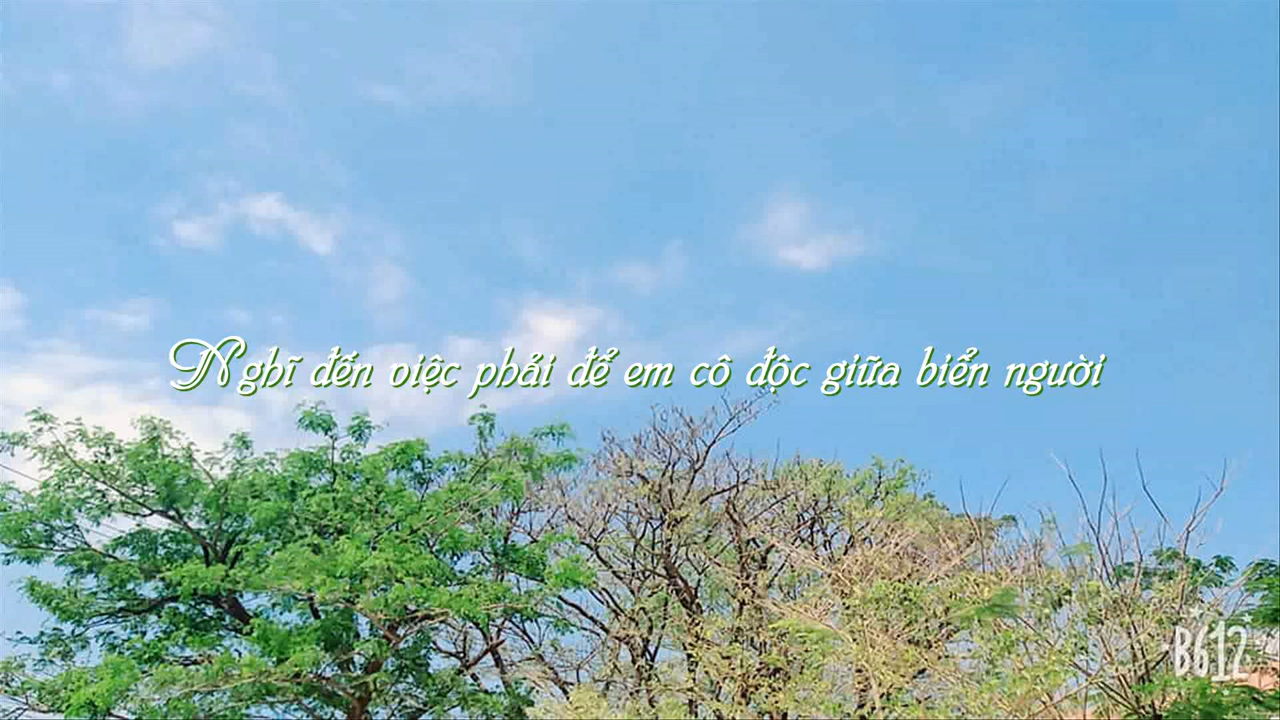 Nghĩ đến việc phải để em cô độc giữa biển người
B612